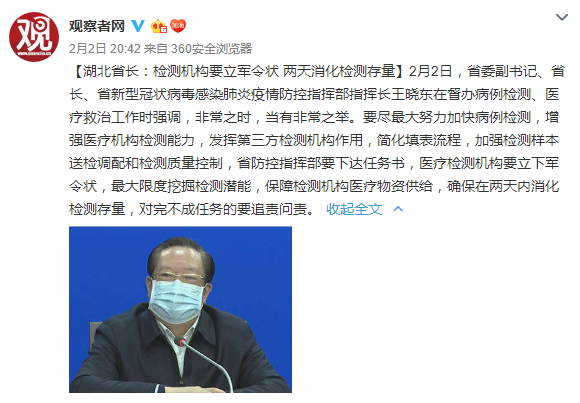 观
www.guancha.cn
观察者网
2月2日 20:42 来自 360安全浏览器
【湖北省长：检测机构要立军令状 两天消化检测存量】2月2日，省委副书记、省
长、省新型冠状病毒感染肺炎疫情防控指挥部指挥长王晓东在督办病例检测、医
疗救治工作时强调，非常之时，当有非常之举。要尽最大努力加快病例检测，增
强医疗机构检测能力，发挥第三方检测机构作用，简化填表流程，加强检测样本
送检调配和检测质量控制，省防控指挥部要下达任务书，医疗检测机构要立下军
令状，最大限度挖掘检测潜能，保障检测机构医疗物资供给，确保在两天内消化
检测存量，对完不成任务的要追责问责。 收起全文